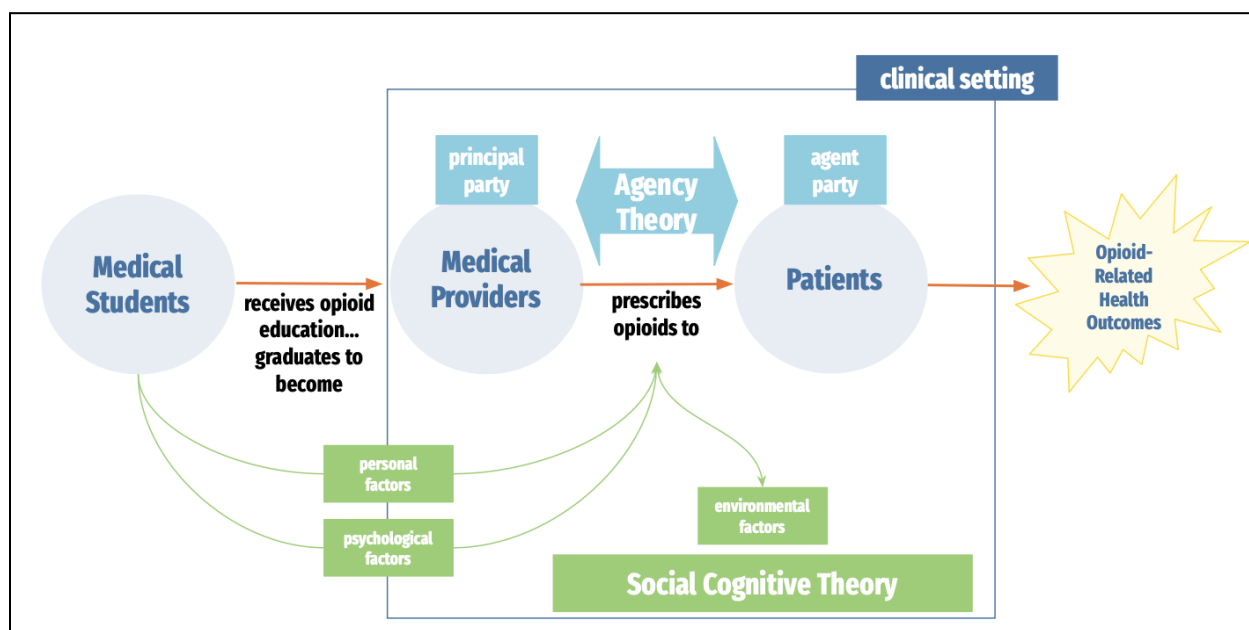 clinical setting
principal
party
Agency
Theory
agent
party
Medical
Students
receives opioid
education...
graduates to
become
Medical
Providers
prescribes
opioids to
Patients
Opioid-
Related
Health
Outcomes
personal
factors
psychological
factors
environmental
factors
Social Cognitive Theory